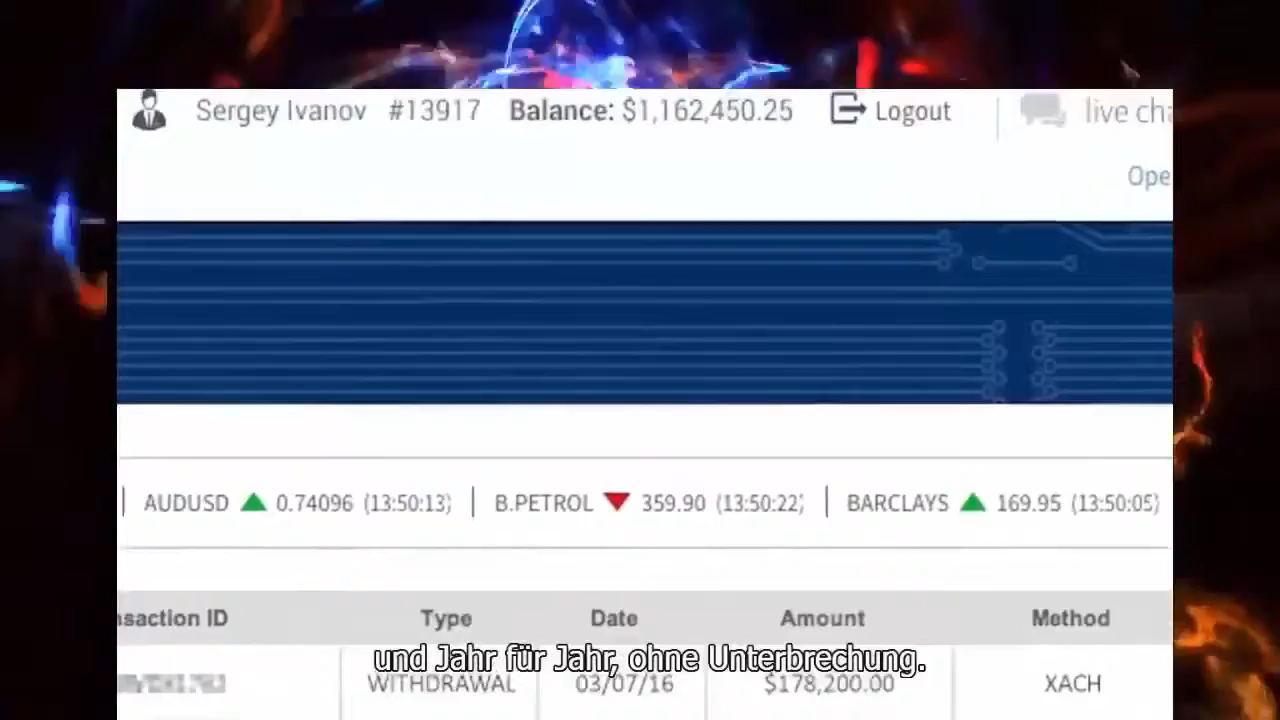 Sergey Ivanov #13917 Balance: $1,162,450.25 Logout live cha
Ope
AUDUSD 0.74096 (13:50:13) B.PETROL 359.90 (13:50:22) BARCLAYS 169.95 (13:50:05)
nsaction ID Type Date Amount Method
und Jahr für Jahr, ohne Unterbrechung.
WITHDRAWAL 03/07/16 $178,200.00 XACH